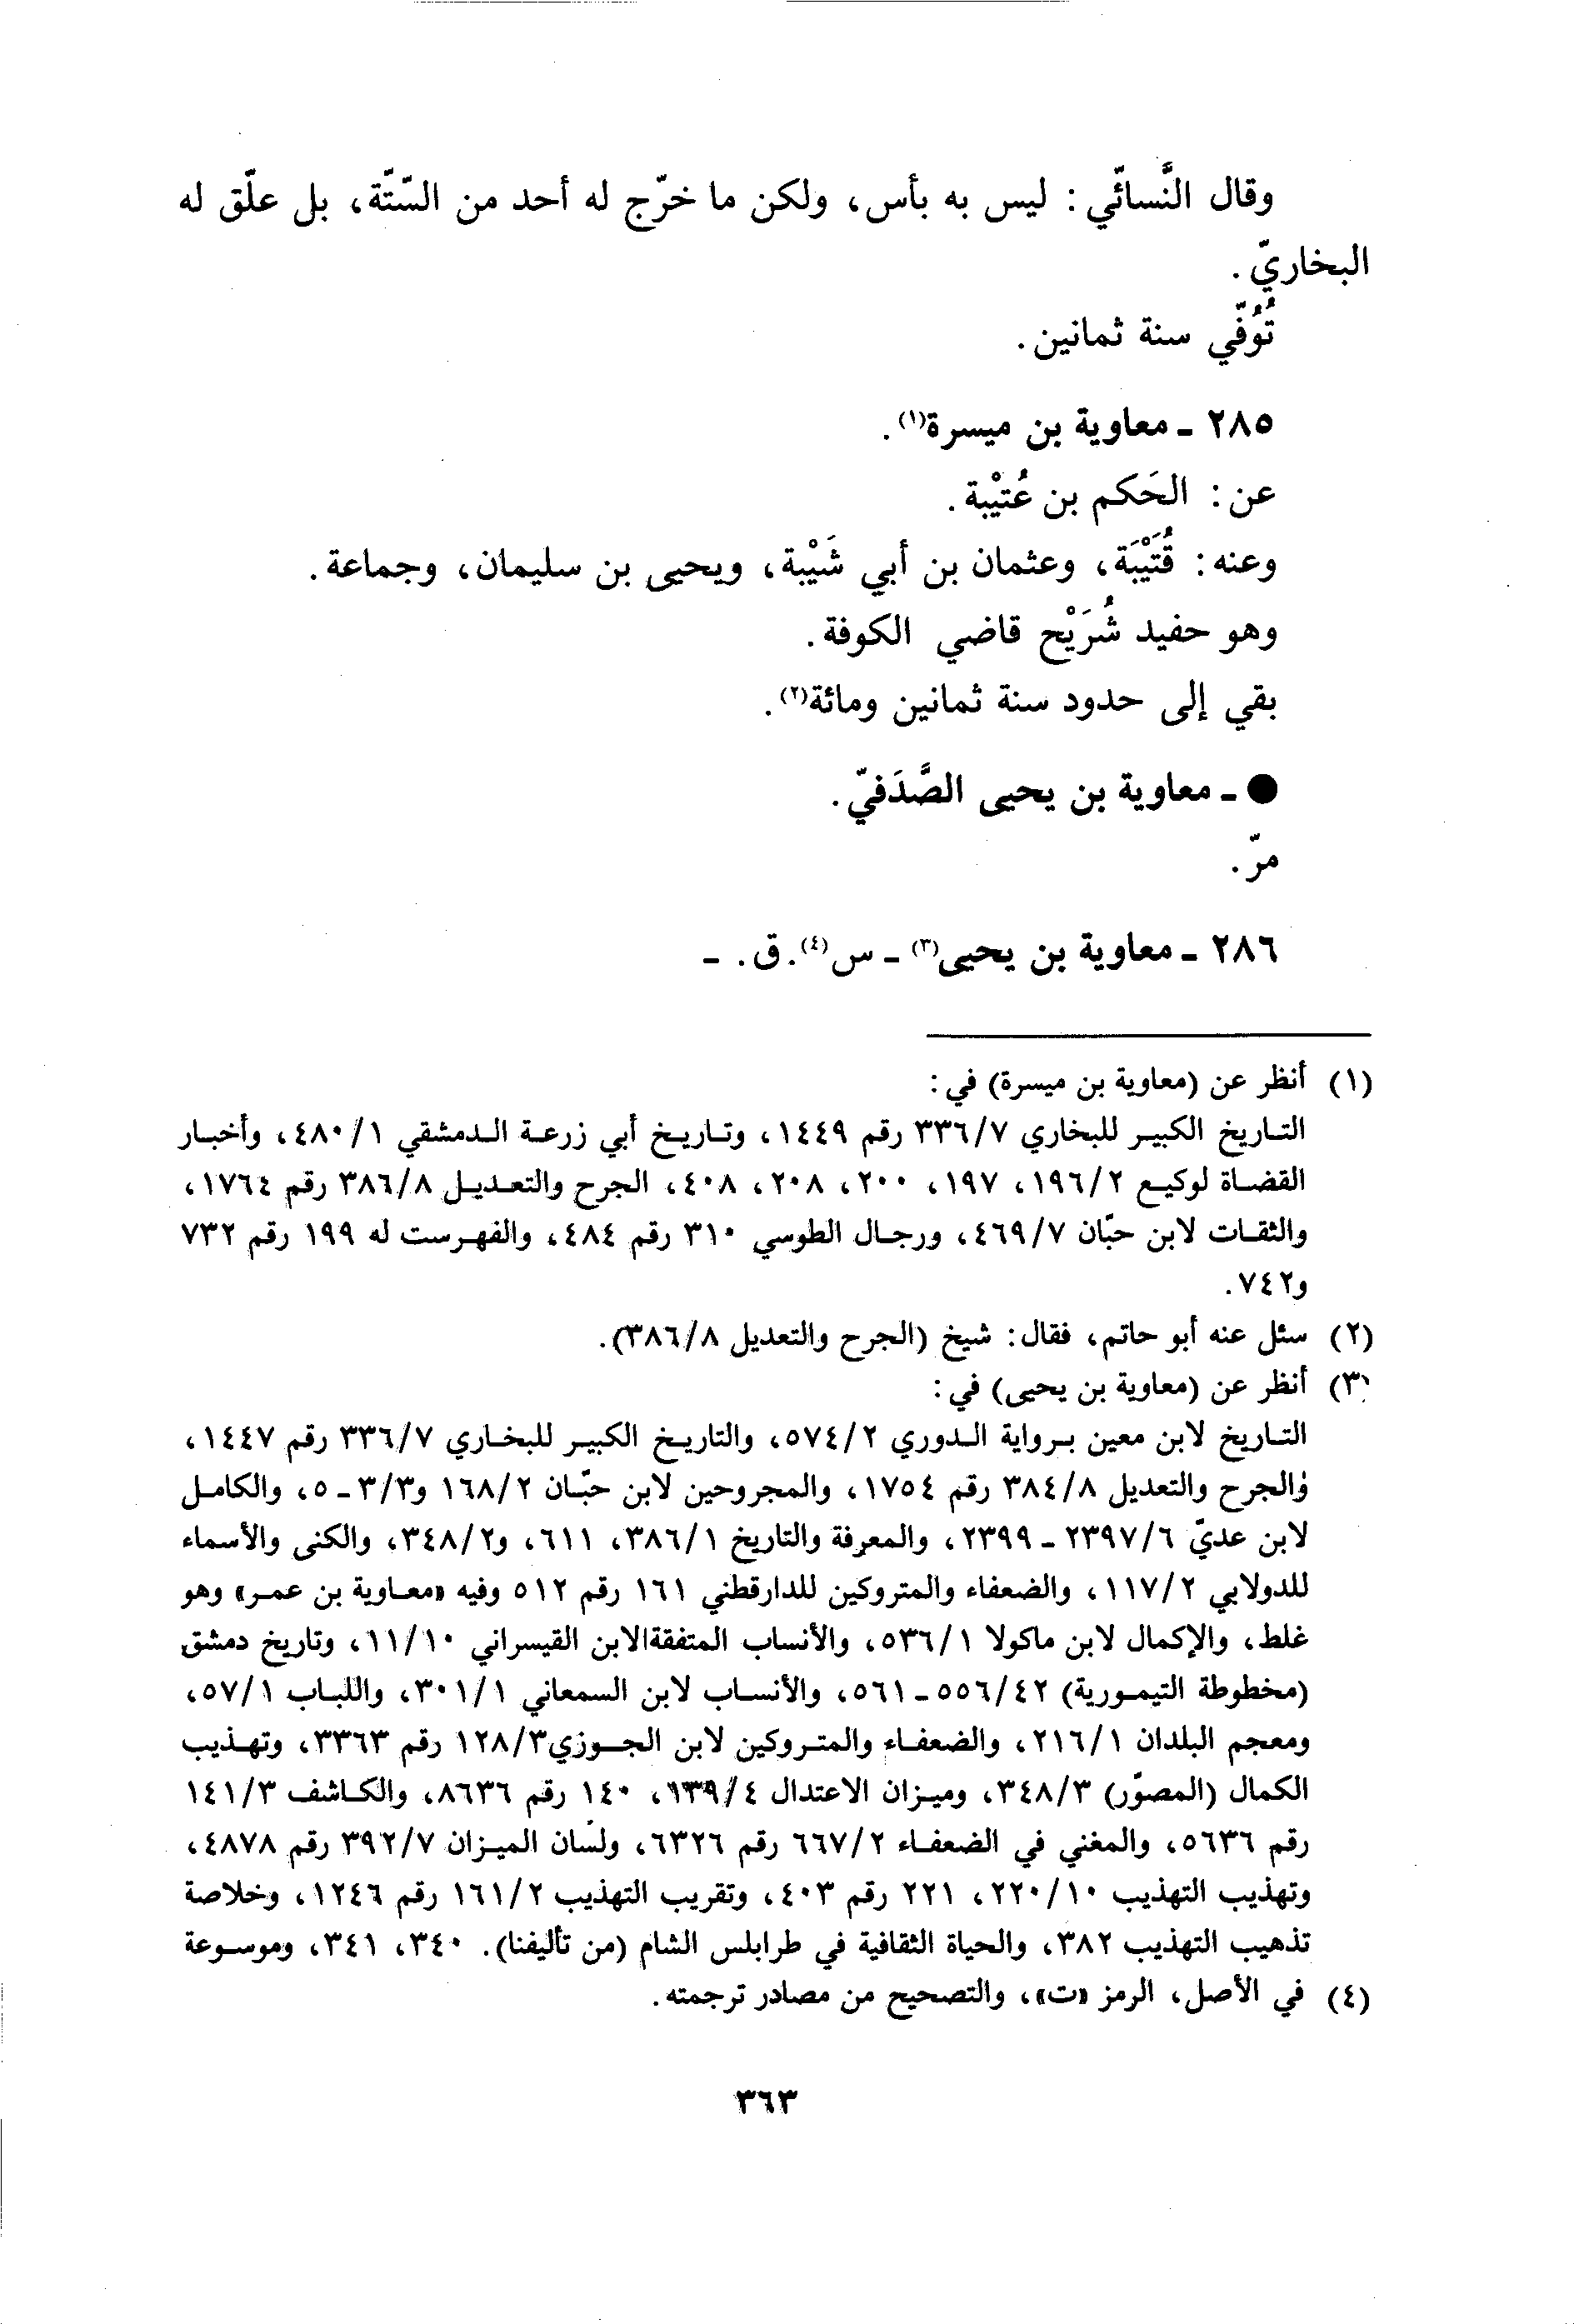 وقال النَّسائّي : ليس به بأس، ولكن ما خرّج له أحد من السّتّة، بل علّق له
البخاريّ .
تُوُفّي سنة ثمانين .
٢٨٥ ـ معاوية بن ميسرة(١) .
عن : الحَكم بن عُتيْبة .
وعنه : قُتَيْبَة، وعثمان بن أبي شَيْبة، ويحيى بن سليمان، وجماعة .
وهو حفيد شُرَيْح قاضي الكوفة .
بقي إلى حدود سنة ثمانين ومائة(٢) .
● ـ معاوية بن يحيى الصَّدَفيّ .
مرّ .
٢٨٦ ـ معاوية بن يحيى(٣) ـ س(٤) . ق . ـ
(١) أنظر عن (معاوية بن ميسرة) في :
التاريخ الكبير للبخاري ٣٣٦/٧ رقم ١٤٤٩، وتاريخ أبي زرعة الدمشقي ٤٨٠/١، وأخبار
القضاة لوكيع ١٩٦/٢، ١٩٧، ٢٠٠، ٢٠٨، ٤٠٨، الجرح والتعديل ٣٨٦/٨ رقم ١٧٦٤،
والثقات لابن حبّان ٤٦٩/٧، ورجال الطوسي ٣١٠ رقم ٤٨٤، والفهرست له ١٩٩ رقم ٧٣٢
و٧٤٢.
(٢) سئل عنه أبو حاتم، فقال: شيخ (الجرح والتعديل ٣٨٦/٨).
(٣) أنظر عن (معاوية بن يحيى) في :
التاريخ لابن معين برواية الدوري ٥٧٤/٢، والتاريخ الكبير للبخاري ٣٣٦/٧ رقم ١٤٤٧،
والجرح والتعديل ٣٨٤/٨ رقم ١٧٥٤، والمجروحين لابن حبّان ١٦٨/٢ و٣/٣ ـ ٥، والكامل
لابن عديّ ٢٣٩٧/٦ ـ ٢٣٩٩، والمعرفة والتاريخ ٣٨٦/١، ٦١١، و٣٤٨/٢، والكنى والأسماء
للدولابي ١١٧/٢، والضعفاء والمتروكين للدارقطني ١٦١ رقم ٥١٢ وفيه «معاوية بن عمر» وهو
غلط، والإكمال لابن ماكولا ٥٣٦/١، والأنساب المتفقةالابن القيسراني ١١/١٠، وتاريخ دمشق
(مخطوطة التيمورية) ٥٥٦/٤٢ ـ ٥٦١، والأنساب لابن السمعاني ٣٠١/١، واللباب ٥٧/١،
ومعجم البلدان ٢١٦/١، والضعفاء والمتروكين لابن الجوزي١٢٨/٣ رقم ٣٣٦٣، وتهذيب
الكمال (المصوّر) ٣٤٨/٣، وميزان الاعتدال ١٣٩/٤، ١٤٠ رقم ٨٦٣٦، والكاشف ١٤١/٣
رقم ٥٦٣٦، والمغني في الضعفاء ٦٦٧/٢ رقم ٦٣٢٦، ولسان الميزان ٣٩٢/٧ رقم ٤٨٧٨،
وتهذيب التهذيب ٢٢٠/١٠، ٢٢١ رقم ٤٠٣، وتقريب التهذيب ١٦١/٢ رقم ١٢٤٦، وخلاصة
تذهيب التهذيب ٣٨٢، والحياة الثقافية في طرابلس الشام (من تأليفنا). ٣٤٠، ٣٤١، وموسوعة
(٤) في الأصل، الرمز «ت»، والتصحيح من مصادر ترجمته .
٣٦٣